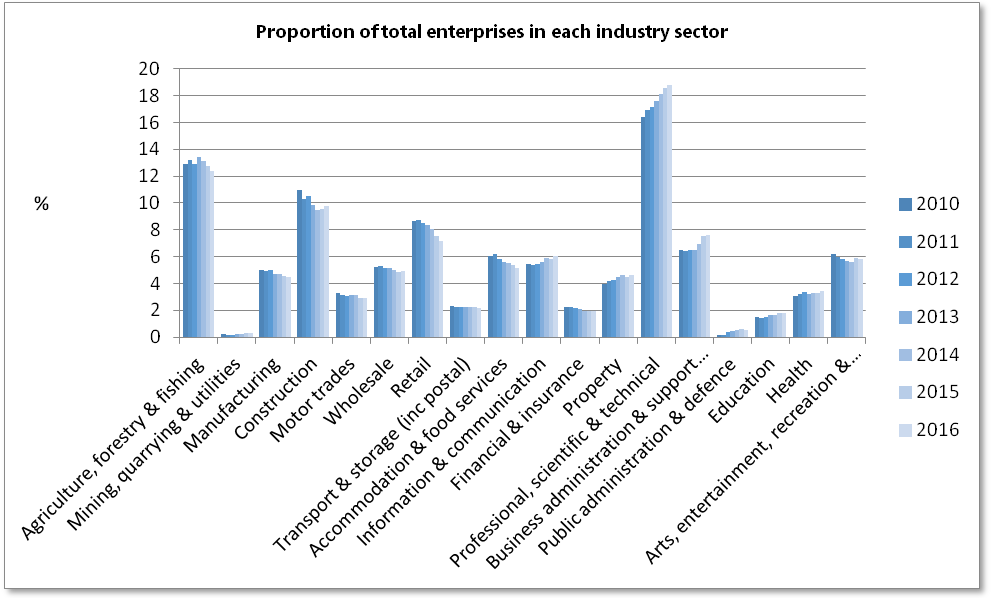 Proportion of total enterprises in each industry sector
20
18
16
14
12
10
8
6
4
2
0
%
Agriculture, forestry & fishing
Mining, quarrying & utilities
Manufacturing
Construction
Motor trades
Wholesale
Retail
Transport & storage (inc postal)
Accommodation & food services
Information & communication
Financial & insurance
Property
Professional, scientific & technical
Business administration & support...
Public administration & defence
Education
Health
Arts, entertainment, recreation &...
2010
2011
2012
2013
2014
2015
2016